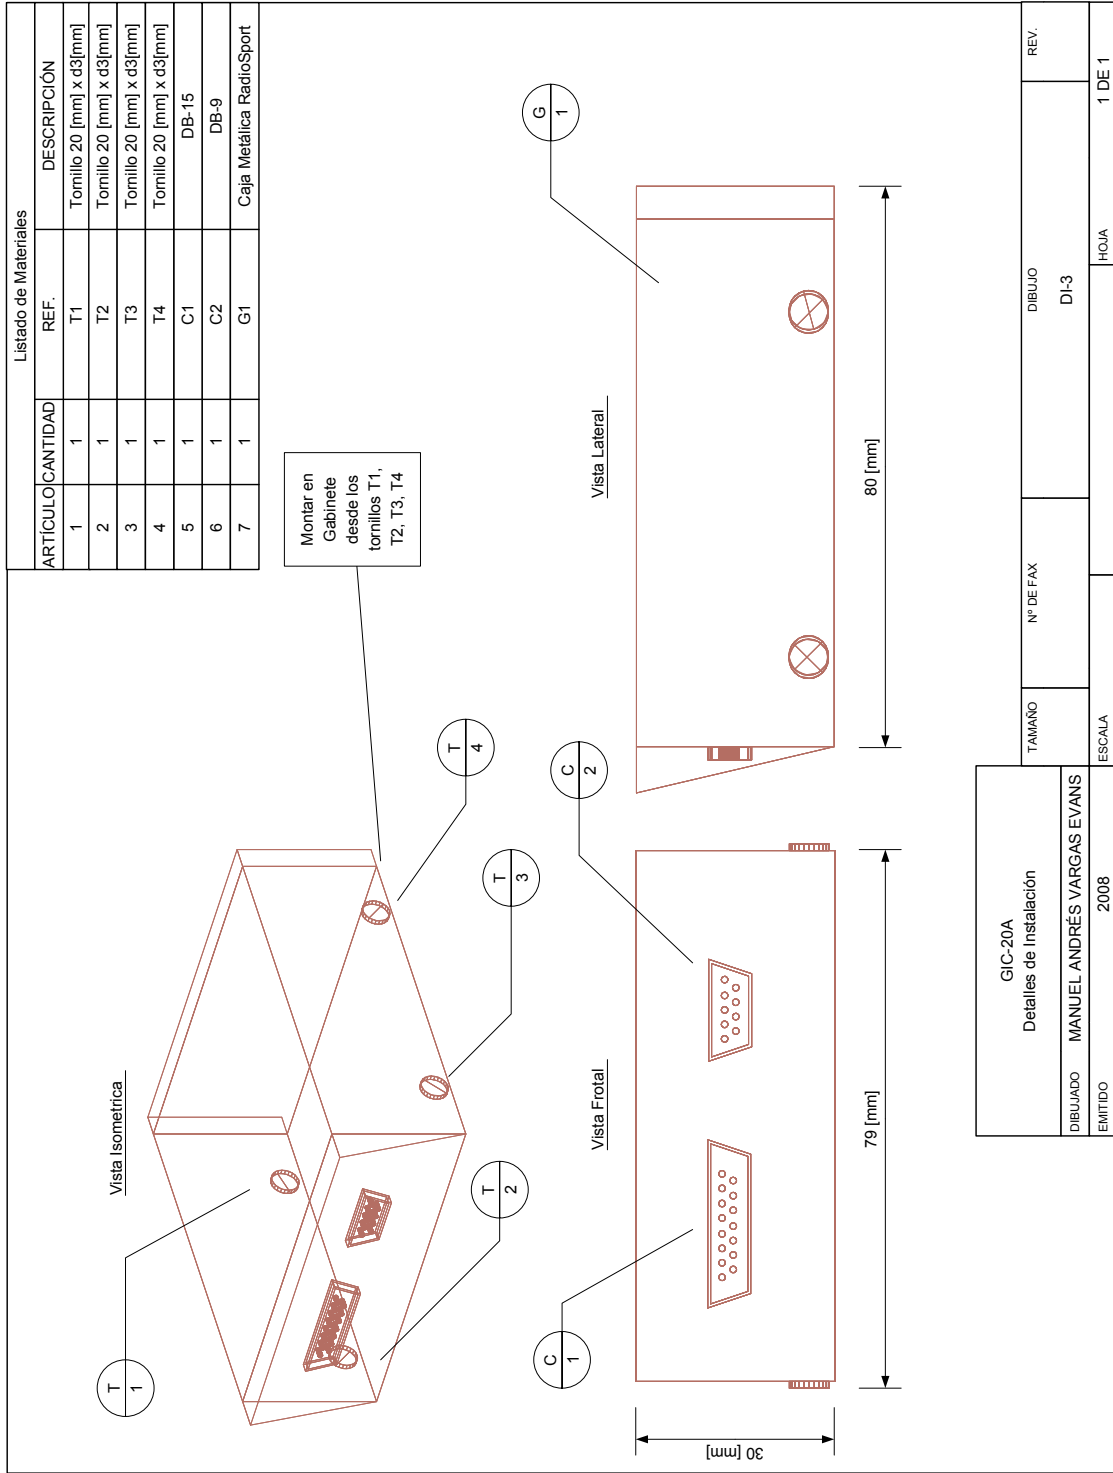 Listado de Materiales
ARTÍCULO CANTIDAD REF. DESCRIPCIÓN
1 1 T1 Tornillo 20 [mm] x d3[mm]
2 1 T2 Tornillo 20 [mm] x d3[mm]
3 1 T3 Tornillo 20 [mm] x d3[mm]
4 1 T4 Tornillo 20 [mm] x d3[mm]
5 1 C1 DB-15
6 1 C2 DB-9
7 1 G1 Caja Metálica RadioSport
Montar en
Gabinete
desde los
tornillos T1,
T2, T3, T4
Vista Isometrica
T
1
T
2
T
3
T
4
Vista Frotal
C
1
C
2
79 [mm]
30 [mm]
Vista Lateral
G
1
80 [mm]
GIC-20A
Detalles de Instalación
DIBUJADO MANUEL ANDRÉS VARGAS EVANS
EMITIDO 2008
TAMAÑO
Nº DE FAX
DIBUJO
DI-3
REV.
ESCALA
HOJA
1 DE 1